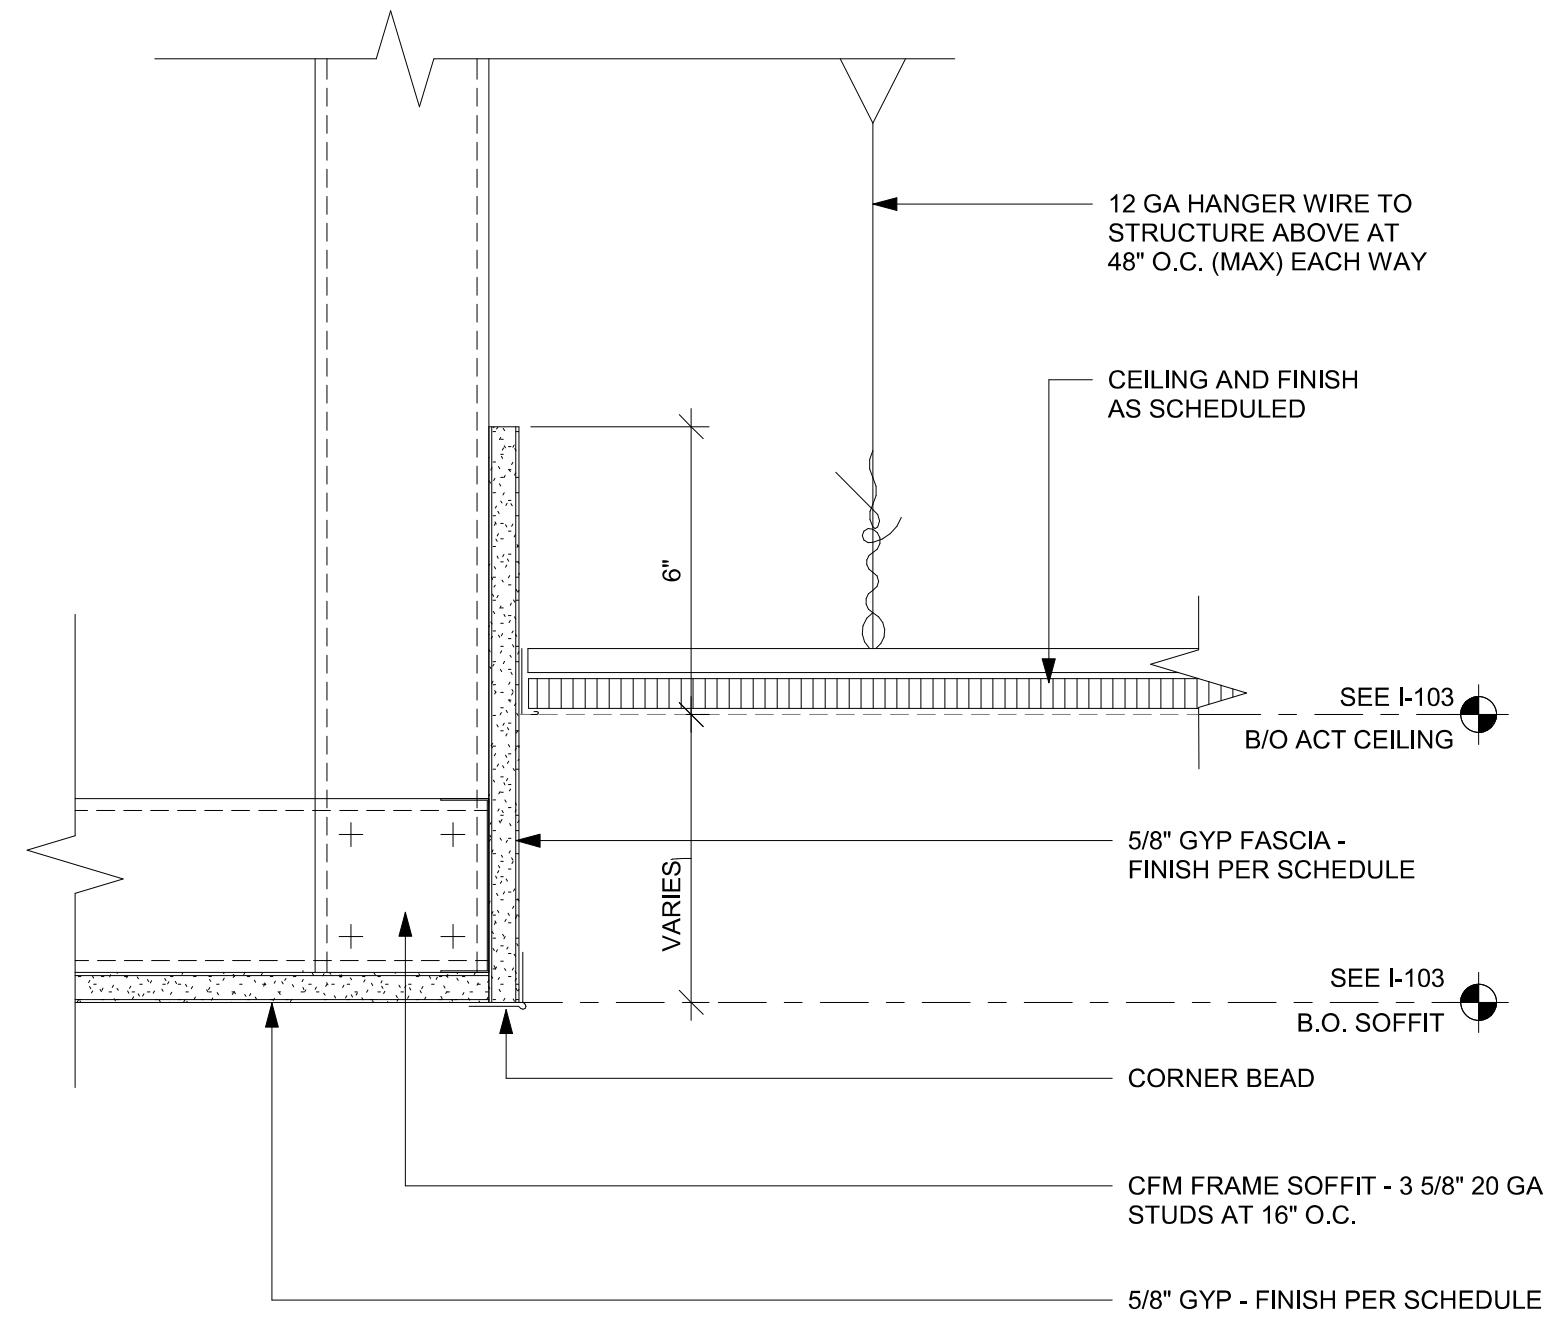 12 GA HANGER WIRE TO
STRUCTURE ABOVE AT
48" O.C. (MAX) EACH WAY
CEILING AND FINISH
AS SCHEDULED
6"
SEE I-103
B/O ACT CEILING
5/8" GYP FASCIA -
FINISH PER SCHEDULE
VARIES
SEE I-103
B.O. SOFFIT
CORNER BEAD
CFM FRAME SOFFIT - 3 5/8" 20 GA
STUDS AT 16" O.C.
5/8" GYP - FINISH PER SCHEDULE